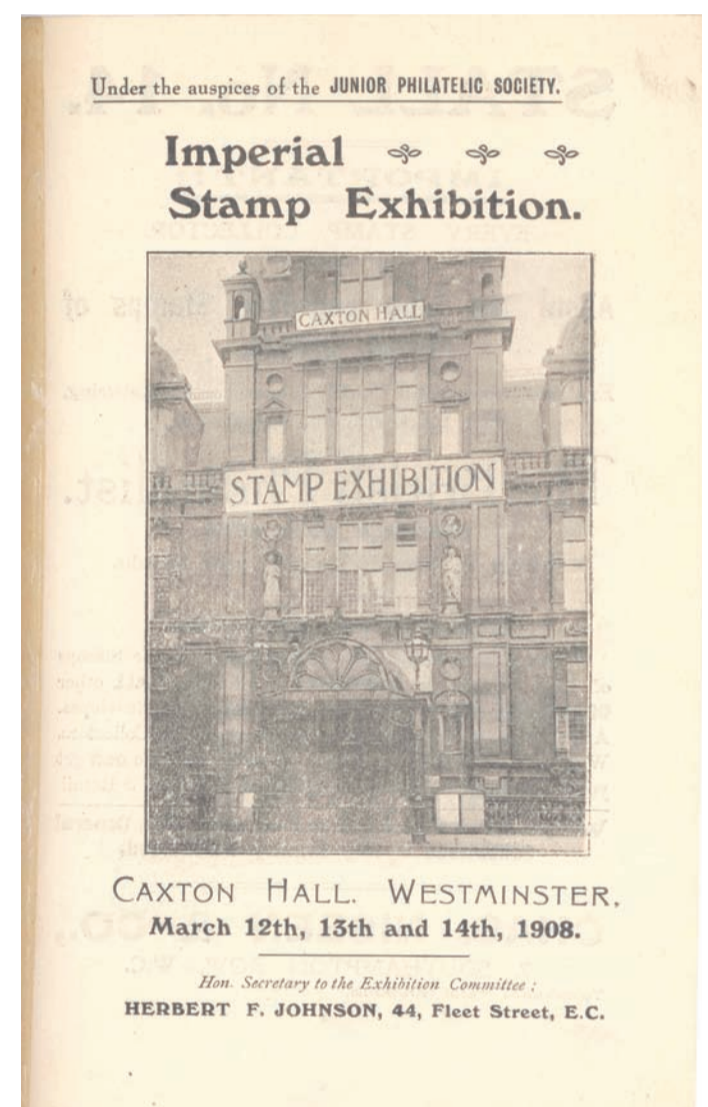 Under the auspices of the JUNIOR PHILATELIC SOCIETY.
Imperial
Stamp Exhibition.
CAXTON HALL
STAMP EXHIBITION
CAXTON HALL. WESTMINSTER,
March 12th, 13th and 14th, 1908.
Hon. Secretary to the Exhibition Committee :
HERBERT F. JOHNSON, 44, Fleet Street, E.C.